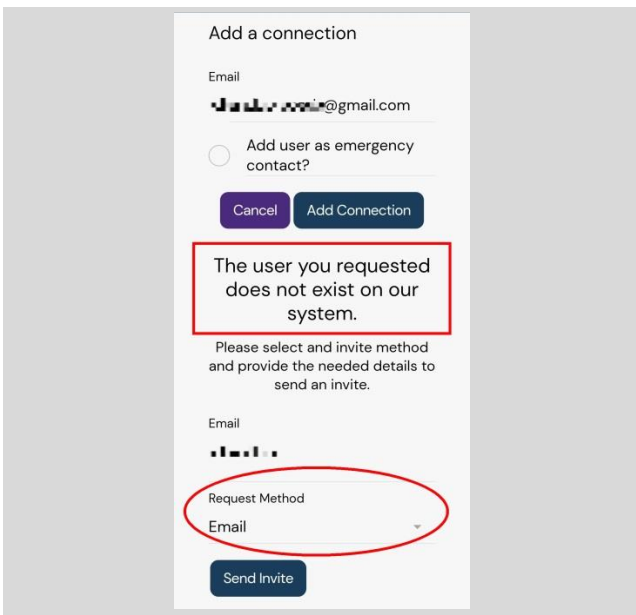 Add a connection
Email
@gmail.com
Add user as emergency
contact?
Cancel Add Connection
The user you requested
does not exist on our
system.
Please select and invite method
and provide the needed details to
send an invite.
Email
Request Method
Email
Send Invite